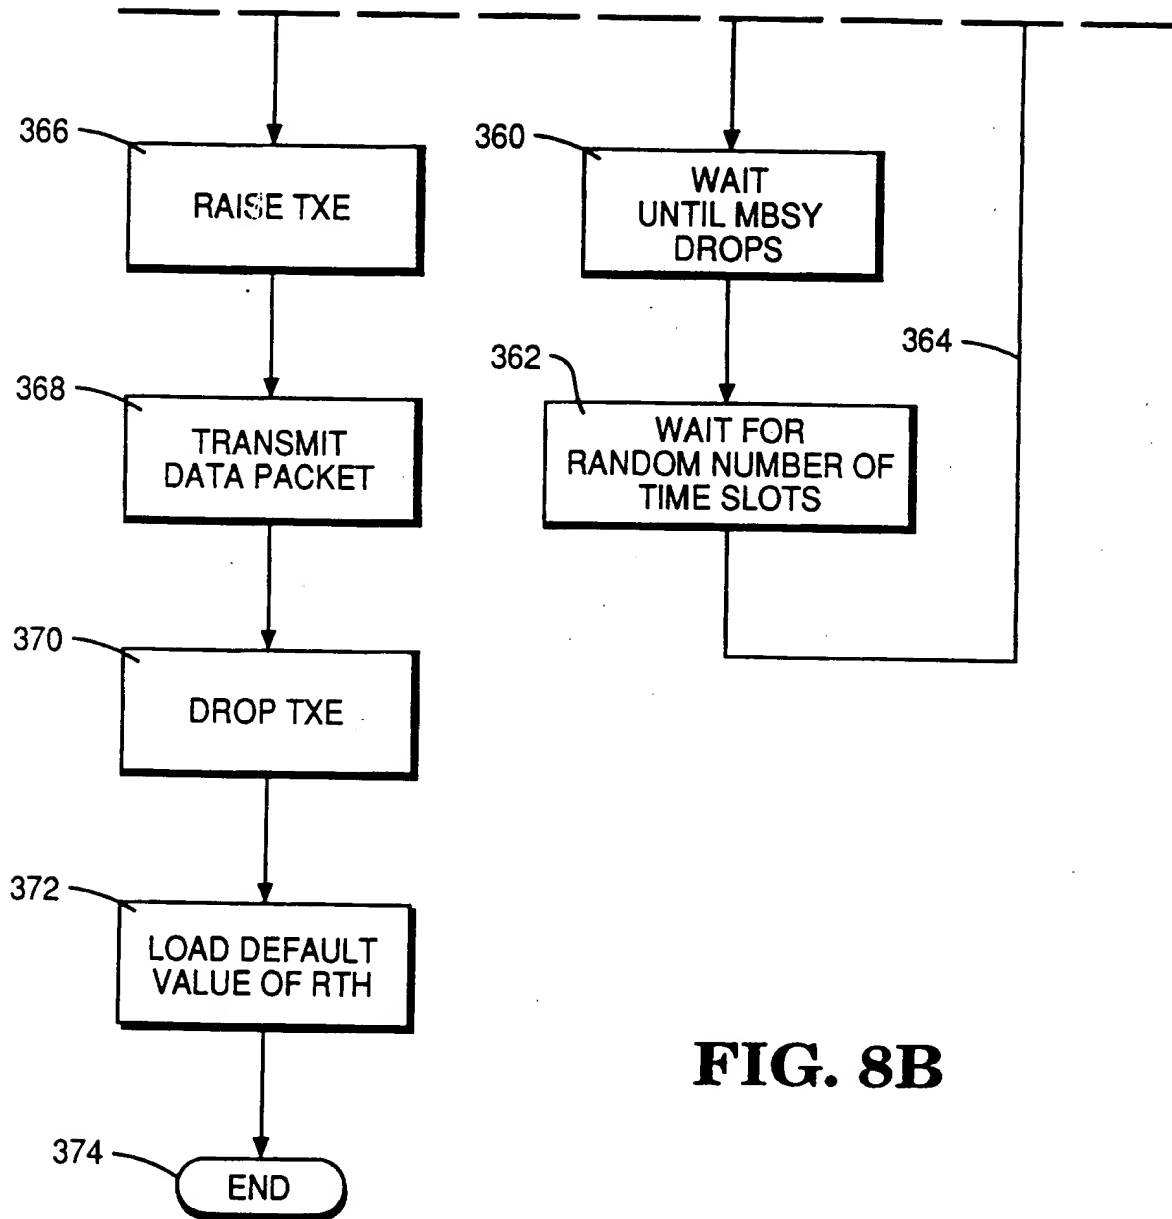 366
RAISE TXE
368
TRANSMIT
DATA PACKET
370
DROP TXE
372
LOAD DEFAULT
VALUE OF RTH
374
END
360
WAIT
UNTIL MBSY
DROPS
362
WAIT FOR
RANDOM NUMBER OF
TIME SLOTS
364
FIG. 8B